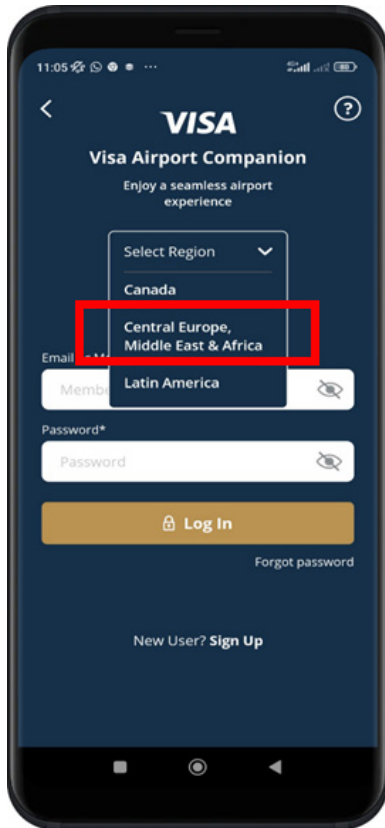 11:05
VISA
Visa Airport Companion
Enjoy a seamless airport
experience
Select Region
Canada
Central Europe,
Middle East & Africa
Latin America
Email
Password*
Password
Log In
Forgot password
New User? Sign Up